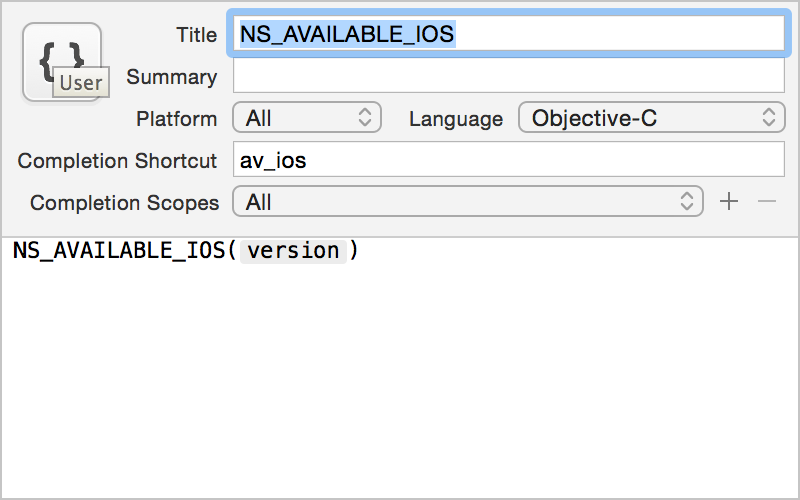 Title NS_AVAILABLE_IOS
{ } User
Summary
Platform All Language Objective-C
Completion Shortcut av_ios
Completion Scopes All + −
NS_AVAILABLE_IOS( version )